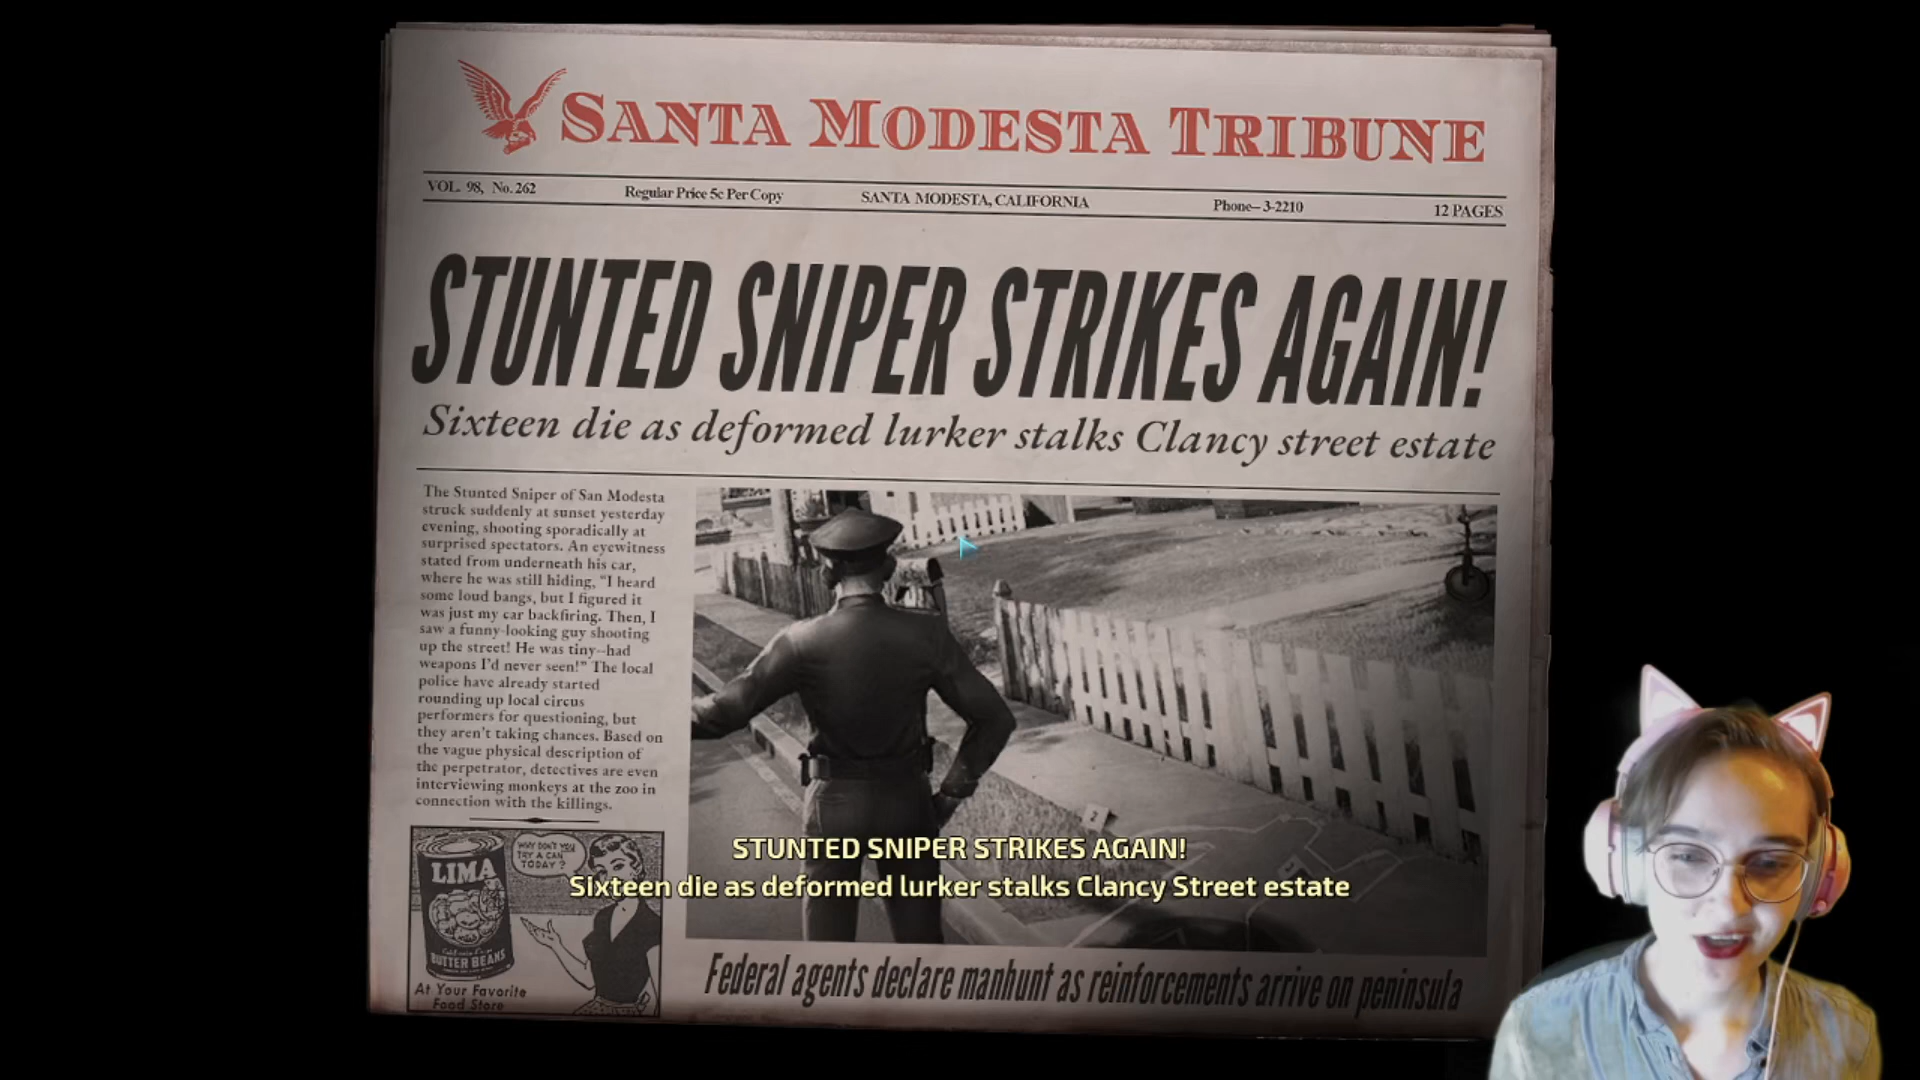 SANTA MODESTA TRIBUNE
VOL. 98, No. 262 Regular Price 5c Per Copy SANTA MODESTA, CALIFORNIA Phone-- 3-2210 12 PAGES
STUNTED SNIPER STRIKES AGAIN!
Sixteen die as deformed lurker stalks Clancy street estate
The Stunted Sniper of San Modesta
struck suddenly at sunset yesterday
evening, shooting sporadically at
surprised spectators. An eyewitness
stated from underneath his car,
where he was still hiding, "I heard
some loud bangs, but I figured it
was just my car backfiring. Then, I
saw a funny-looking guy shooting
up the street! He was tiny--had
weapons I'd never seen!" The local
police have already started
rounding up local circus
performers for questioning, but
they aren't taking chances. Based on
the vague physical description of
the perpetrator, detectives are even
interviewing monkeys at the zoo in
connection with the killings.
LIMA
BUTTER BEANS
WHY DON'T YOU
TRY A CAN
TODAY?
At Your Favorite
Food Store
2
STUNTED SNIPER STRIKES AGAIN!
Sixteen die as deformed lurker stalks Clancy Street estate
Federal agents declare manhunt as reinforcements arrive on peninsula